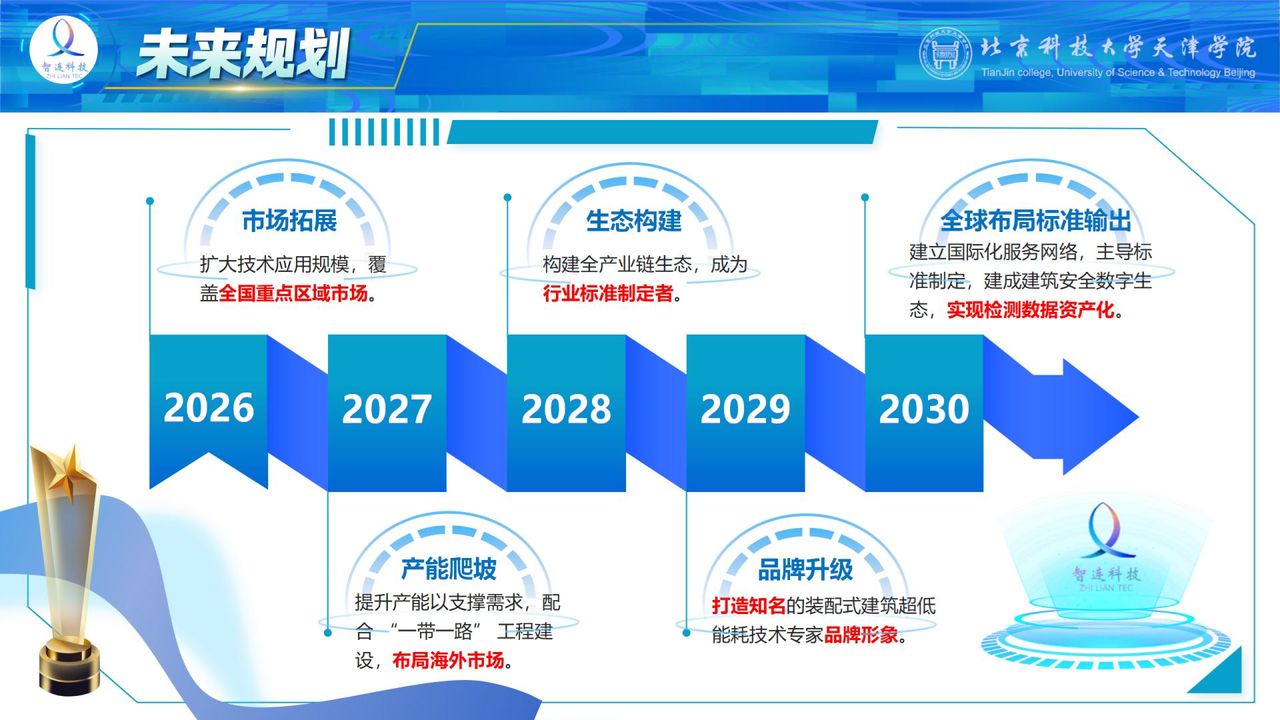 智连科技
ZHI LIAN TEC
未来规划
北京科技大学天津学院
TianJin college, University of Science & Technology Beijing
市场拓展
扩大技术应用规模，覆
盖全国重点区域市场。
生态构建
构建全产业链生态，成为
行业标准制定者。
全球布局标准输出
建立国际化服务网络，主导标
准制定，建成建筑安全数字生
态，实现检测数据资产化。
2026
2027
2028
2029
2030
产能爬坡
提升产能以支撑需求，配
合“一带一路” 工程建
设，布局海外市场。
品牌升级
打造知名的装配式建筑超低
能耗技术专家品牌形象。
智连科技
ZHI LIAN TEC